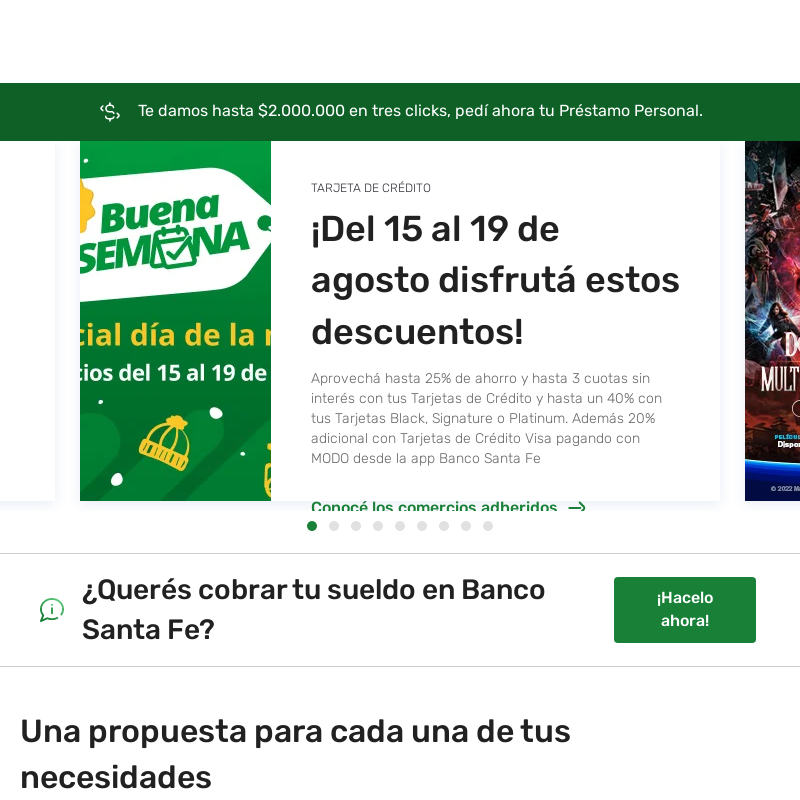 Te damos hasta $2.000.000 en tres clicks, pedí ahora tu Préstamo Personal.
Buena
SEMANA
día de la
del 15 al 19 de
TARJETA DE CRÉDITO
¡Del 15 al 19 de
agosto disfrutá estos
descuentos!
Aprovechá hasta 25% de ahorro y hasta 3 cuotas sin
interés con tus Tarjetas de Crédito y hasta un 40% con
tus Tarjetas Black, Signature o Platinum. Además 20%
adicional con Tarjetas de Crédito Visa pagando con
MODO desde la app Banco Santa Fe
Conocé los comercios adheridos
© 2022
¿Querés cobrar tu sueldo en Banco
Santa Fe?
¡Hacelo
ahora!
Una propuesta para cada una de tus
necesidades